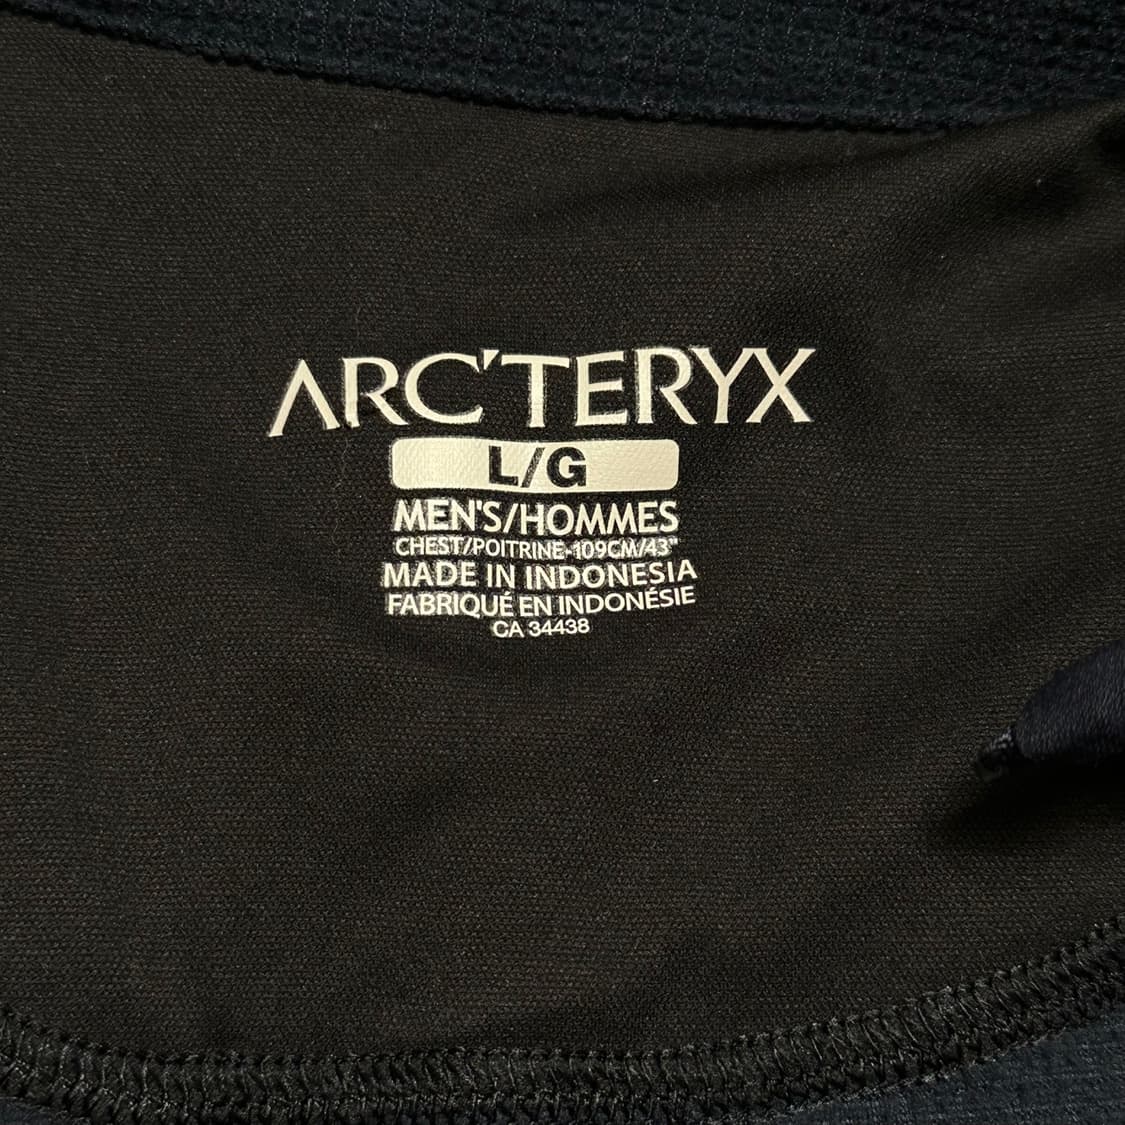 ARC'TERYX
L/G
MEN'S/HOMMES
CHEST/POITRINE-109CM/43"
MADE IN INDONESIA
FABRIQUÉ EN INDONÉSIE
CA 34438